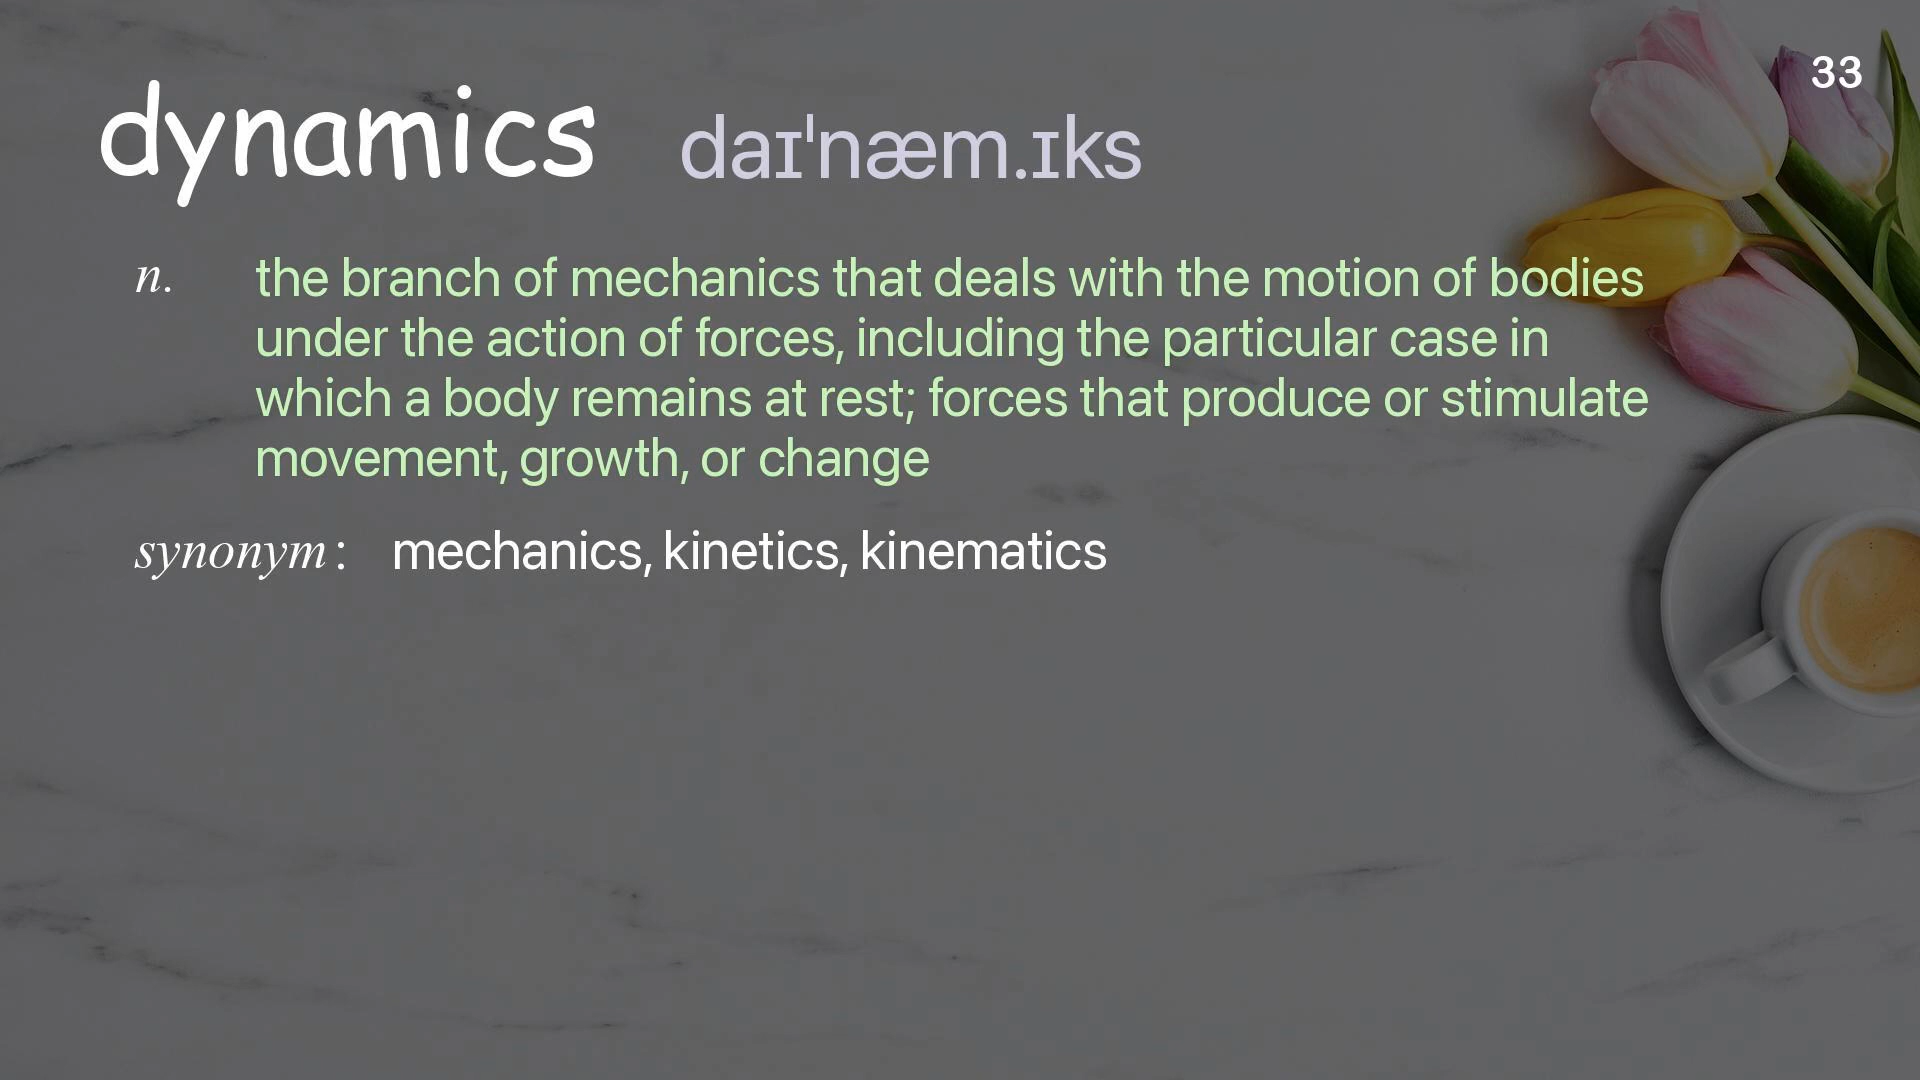 33
dynamics daɪˈnæm.ɪks
n. the branch of mechanics that deals with the motion of bodies
under the action of forces, including the particular case in
which a body remains at rest; forces that produce or stimulate
movement, growth, or change
synonym: mechanics, kinetics, kinematics